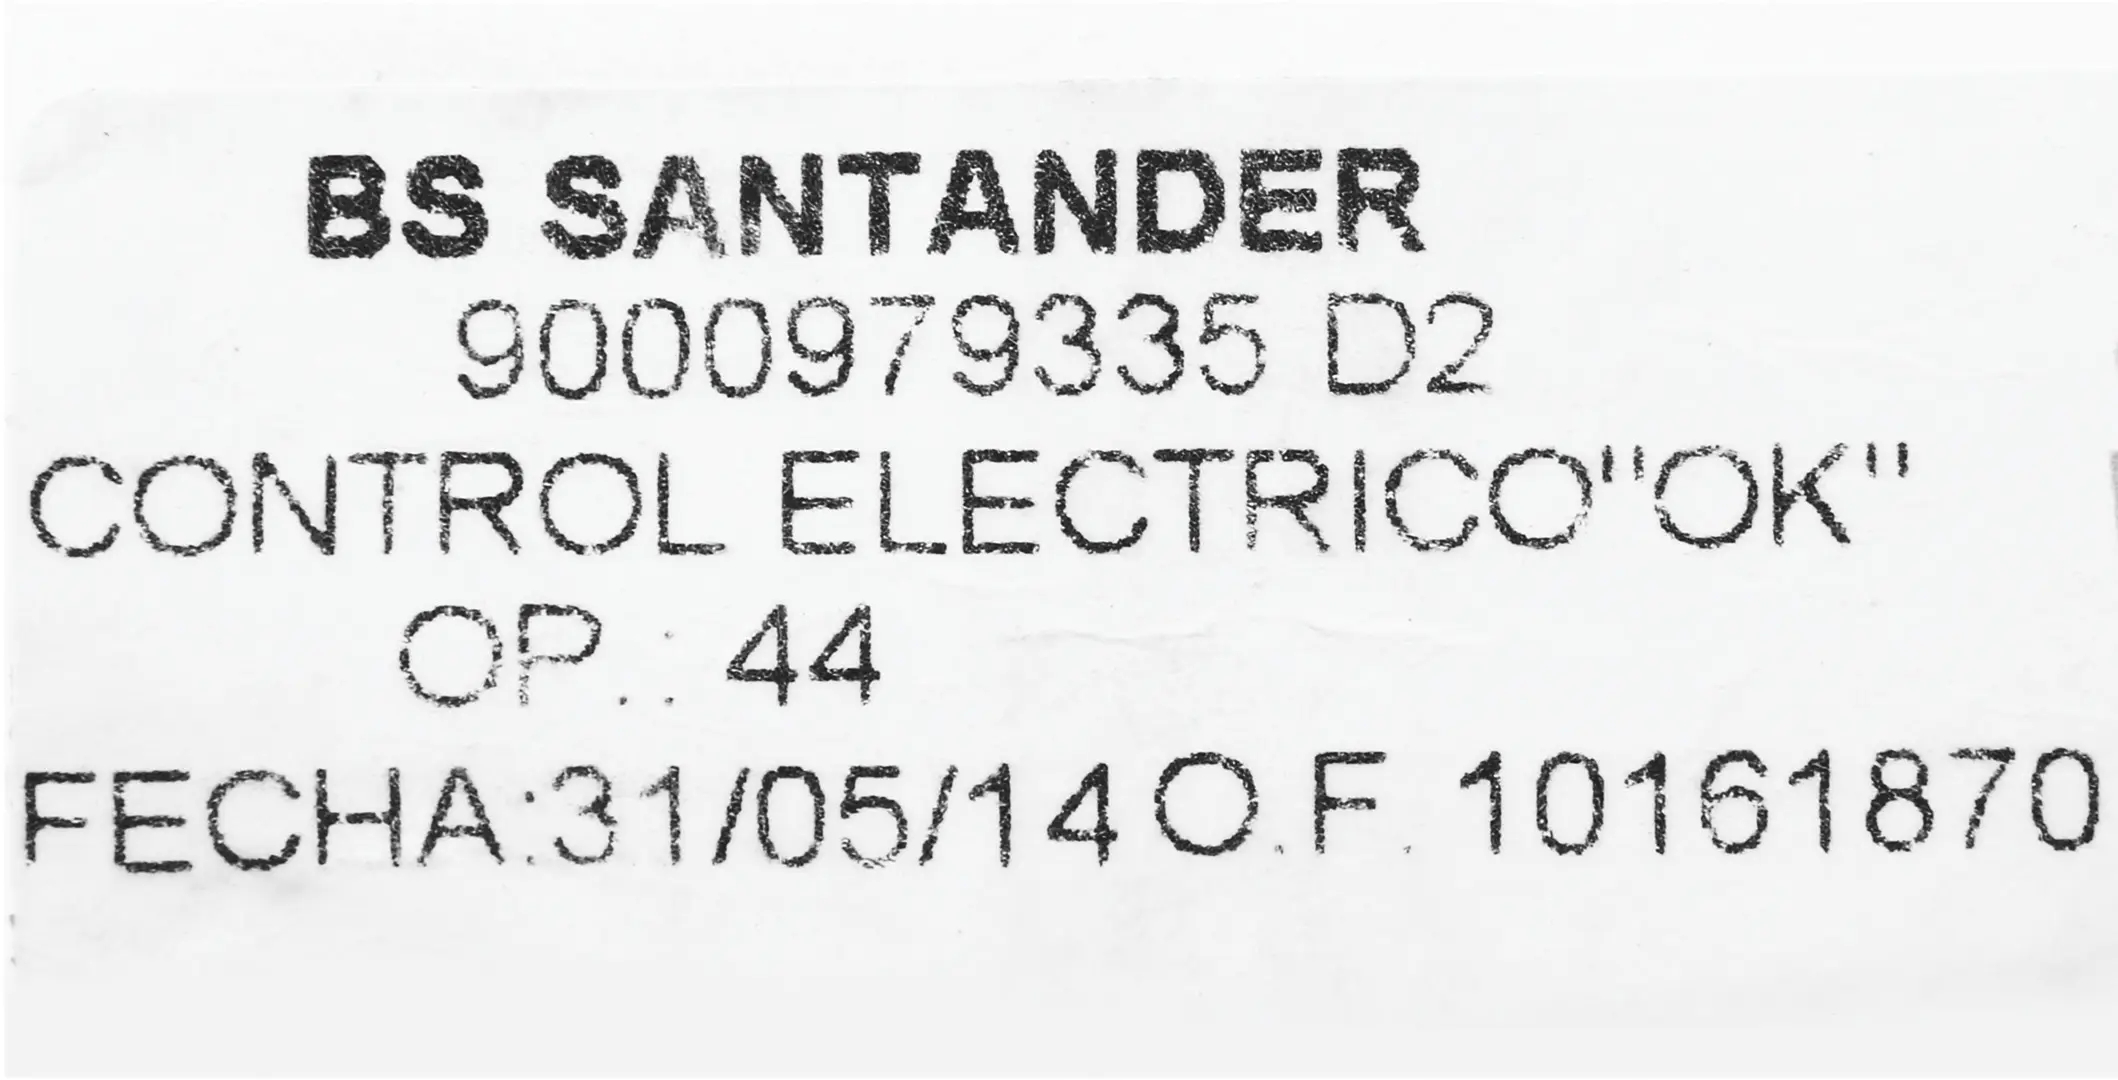 BS SANTANDER
9000979335 D2
CONTROL ELECTRICO"OK"
OP.: 44
FECHA:31/05/14 O.F. 10161870